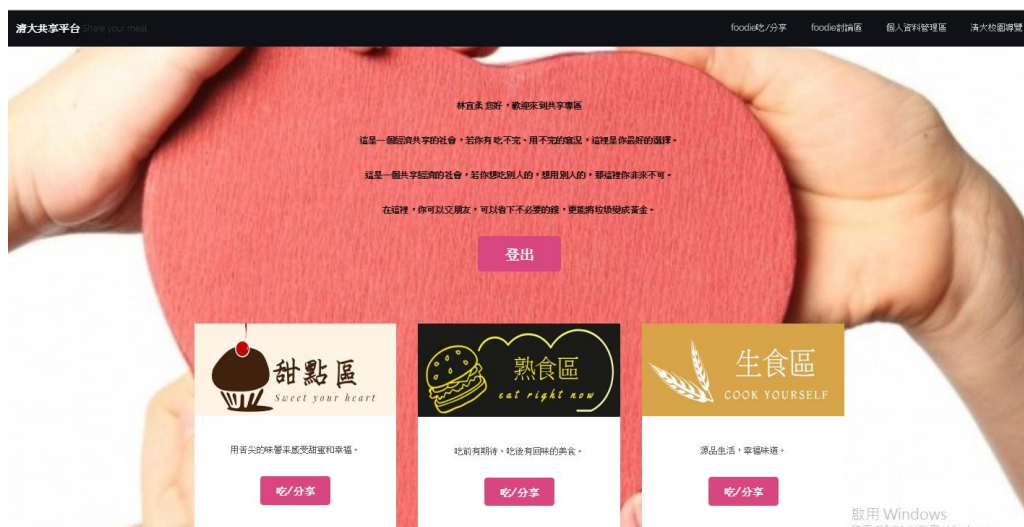 清大共享平台 Share your meal
foodie吃/分享 foodie討論區 個人資料管理區 清大校園導覽
林宜柔 您好，歡迎來到共享專區
這是一個經濟共享的社會，若你有 吃不完、用不完的窘況，這裡是你最好的選擇。
這是一個共享經濟的社會，若你想吃別人的，想用別人的，那這裡你非來不可。
在這裡，你可以交朋友，可以省下不必要的錢，更能將垃圾變成黃金。
登出
甜點區
Sweet your heart
熟食區
eat right now
生食區
COOK YOURSELF
用舌尖的味蕾來感受甜蜜和幸福。
吃前有期待、吃後有回味的美食。
源品生活，幸福味道。
吃/分享
吃/分享
吃/分享
啟用 Windows